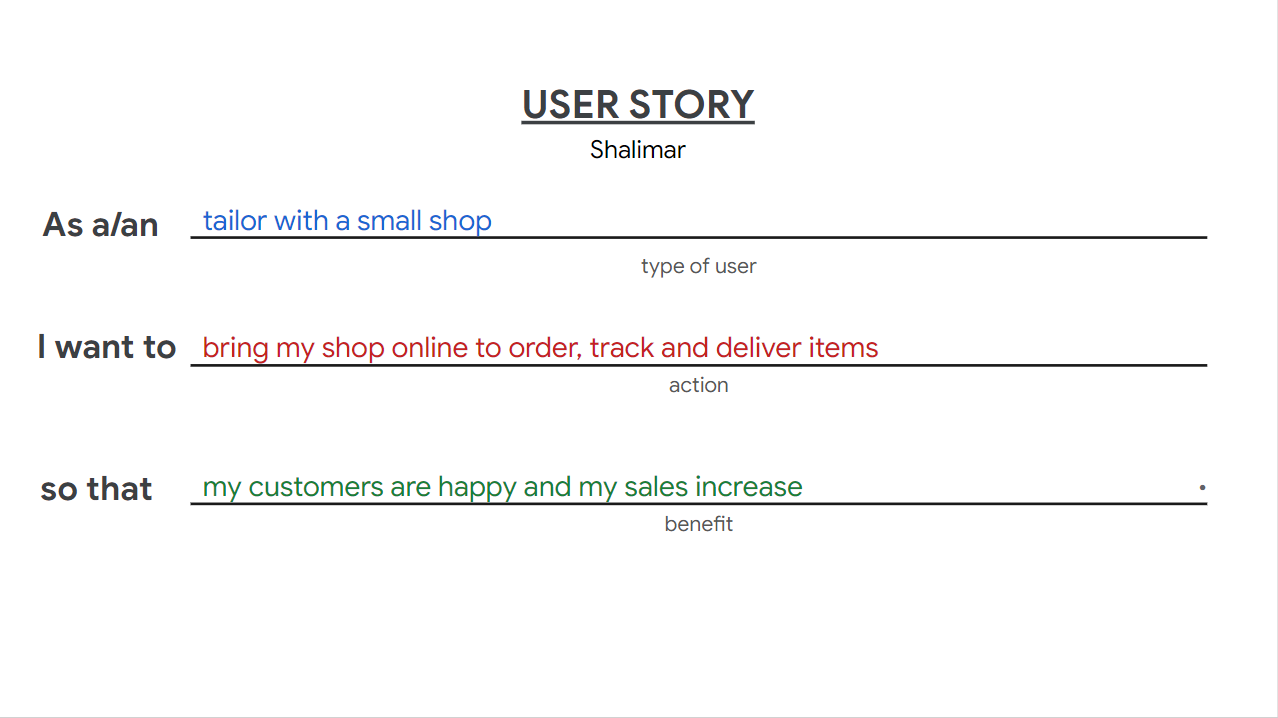 USER STORY
Shalimar
As a/an tailor with a small shop
type of user
I want to bring my shop online to order, track and deliver items
action
so that my customers are happy and my sales increase .
benefit